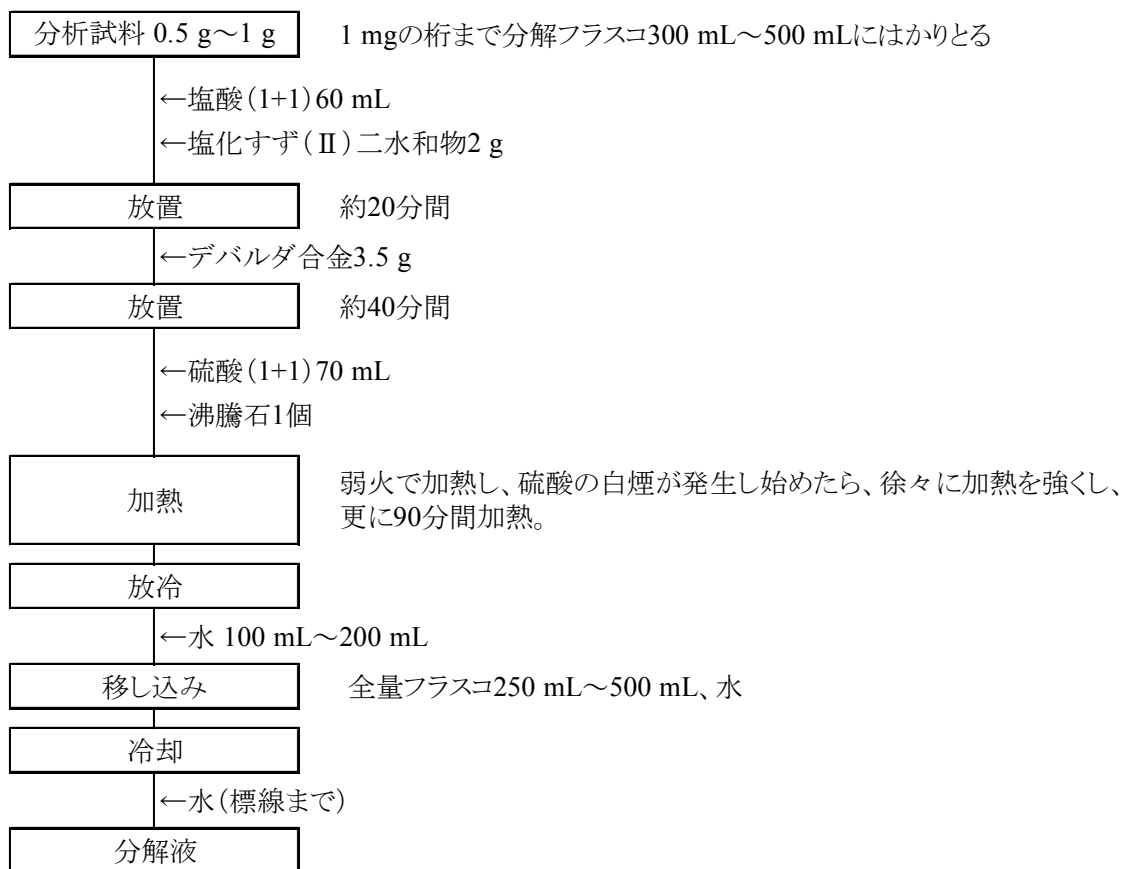 分析試料 0.5 g～1 g 1 mgの桁まで分解フラスコ300 mL～500 mLにはかりとる
←塩酸（1+1）60 mL
←塩化すず（Ⅱ）二水和物2 g
放置 約20分間
←デバルダ合金3.5 g
放置 約40分間
←硫酸（1+1）70 mL
←沸騰石1個
加熱 弱火で加熱し、硫酸の白煙が発生し始めたら、徐々に加熱を強くし、
更に90分間加熱。
放冷
←水 100 mL～200 mL
移し込み 全量フラスコ250 mL～500 mL、水
冷却
←水（標線まで）
分解液